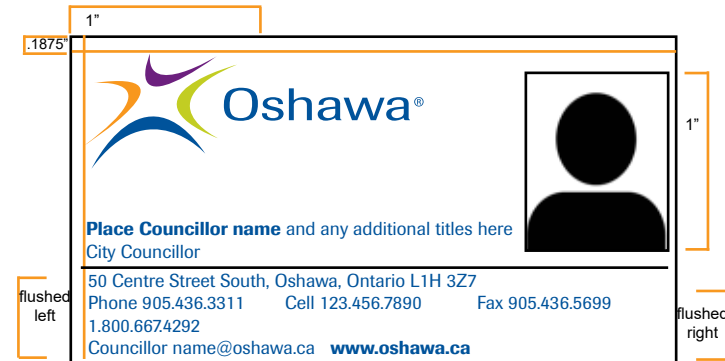 1”
.1875”
Oshawa®
1”
Place Councillor name and any additional titles here
City Councillor
50 Centre Street South, Oshawa, Ontario L1H 3Z7
Phone 905.436.3311 Cell 123.456.7890 Fax 905.436.5699
1.800.667.4292
Councillor name@oshawa.ca www.oshawa.ca
flushed
left
flushed
right